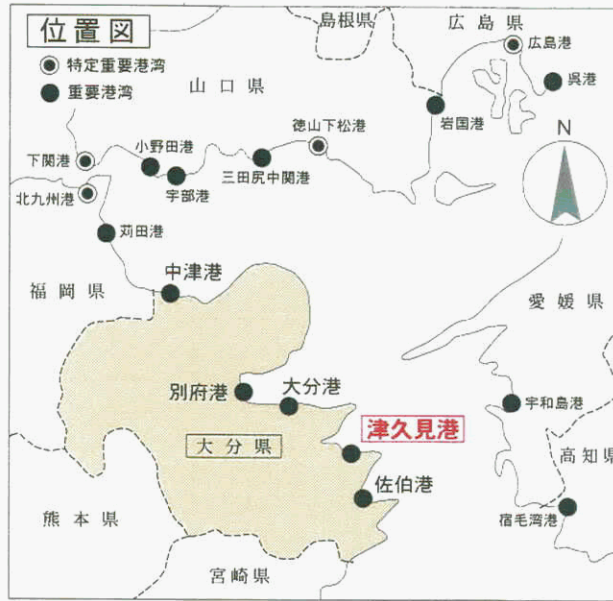 位置図
特定重要港湾
重要港湾
島根県
広島県
広島港
呉港
山口県
岩国港
徳山下松港
小野田港
下関港
三田尻中関港
宇部港
北九州港
N
苅田港
中津港
福岡県
愛媛県
別府港
大分港
宇和島港
津久見港
大分県
高知県
佐伯港
宿毛湾港
熊本県
宮崎県